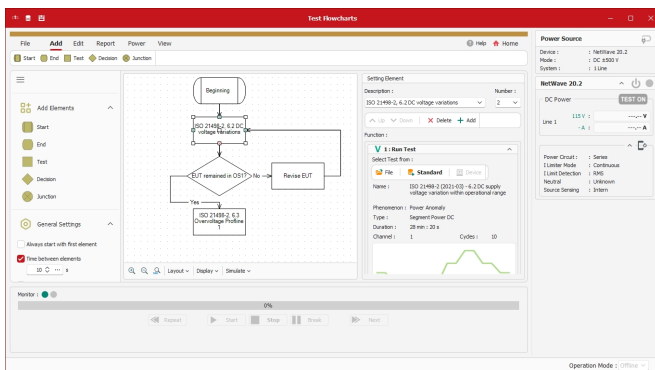 Test Flowcharts
File Add Edit Report Power View
Help Home
Start End Test Decision Junction
Add Elements
Start
End
Test
Decision
Junction
General Settings
Always start with first element
Time between elements
10 s
Beginning
ISO 21498-2, 6.2 DC
voltage variations
EUT remained in OS1?
No
Revise EUT
Yes
ISO 21498-2, 6.3
Overvoltage Profiline
1
Layout Display Simulate
Setting Element
Description : Number :
ISO 21498-2, 6.2 DC voltage variations 2
Up Down Delete Add
Function :
1 : Run Test
Select Test from :
File Standard Device
Name : ISO 21498-2 (2021-03) - 6.2 DC supply
voltage variation within operational range
Phenomenon : Power Anomaly
Type : Segment Power DC
Duration : 28 min : 20 s
Channel : 1 Cycles : 10
Power Source
Device : : NetWave 20.2
Mode : : DC ±500 V
System : : 1 Line
NetWave 20.2
DC Power TEST ON
Line 1 115 V : ---,-- V
- A : ---,-- A
Power Circuit : : Series
I Limiter Mode : Continuous
I Limit Detection : RMS
Neutral : Unknown
Source Sensing : Intern
Monitor :
0%
Repeat Start Stop Break Next
Operation Mode : Offline